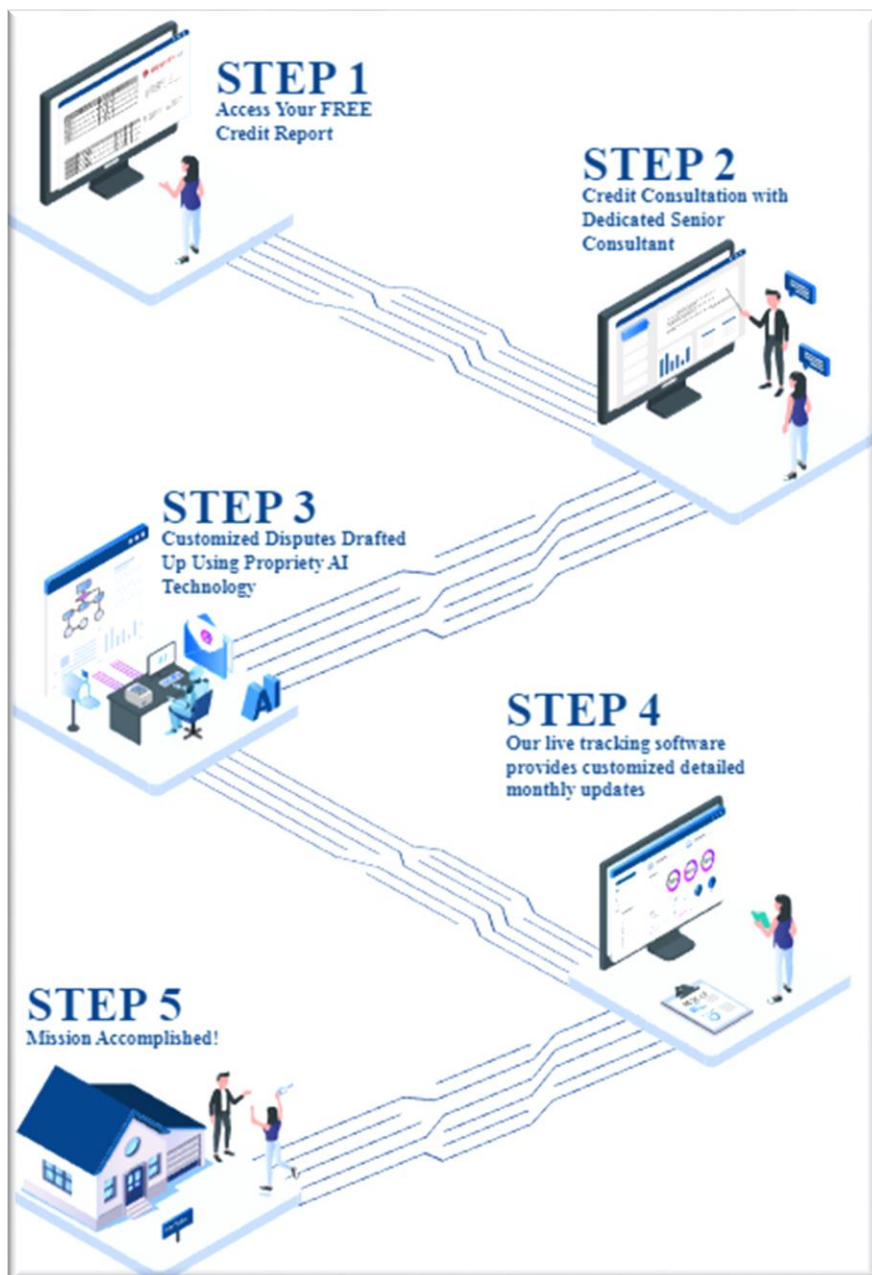 STEP 1
Access Your FREE
Credit Report
STEP 2
Credit Consultation with
Dedicated Senior
Consultant
STEP 3
Customized Disputes Drafted
Up Using Propriety AI
Technology
AI
STEP 4
Our live tracking software
provides customized detailed
monthly updates
STEP 5
Mission Accomplished!